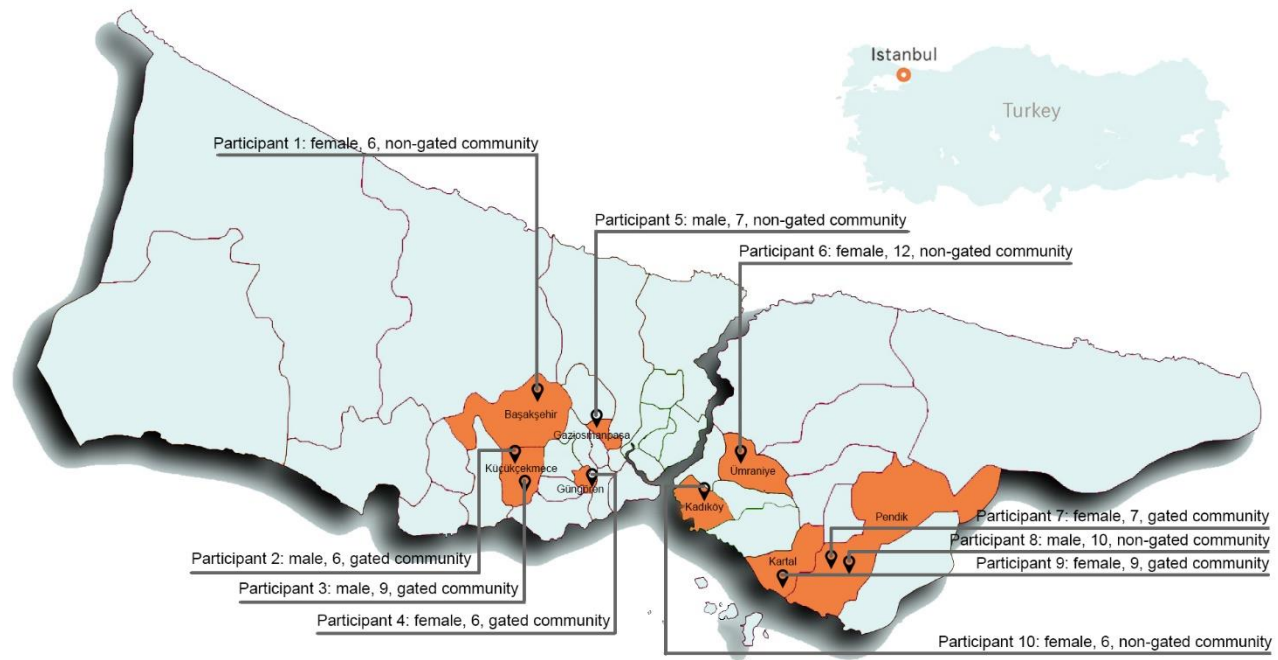 Istanbul
Turkey
Participant 1: female, 6, non-gated community
Participant 5: male, 7, non-gated community
Participant 6: female, 12, non-gated community
Başakşehir
Gaziosmanpaşa
Küçükçekmece
Güngören
Ümraniye
Kadıköy
Pendik
Participant 7: female, 7, gated community
Participant 8: male, 10, non-gated community
Kartal
Participant 9: female, 9, gated community
Participant 2: male, 6, gated community
Participant 3: male, 9, gated community
Participant 4: female, 6, gated community
Participant 10: female, 6, non-gated community